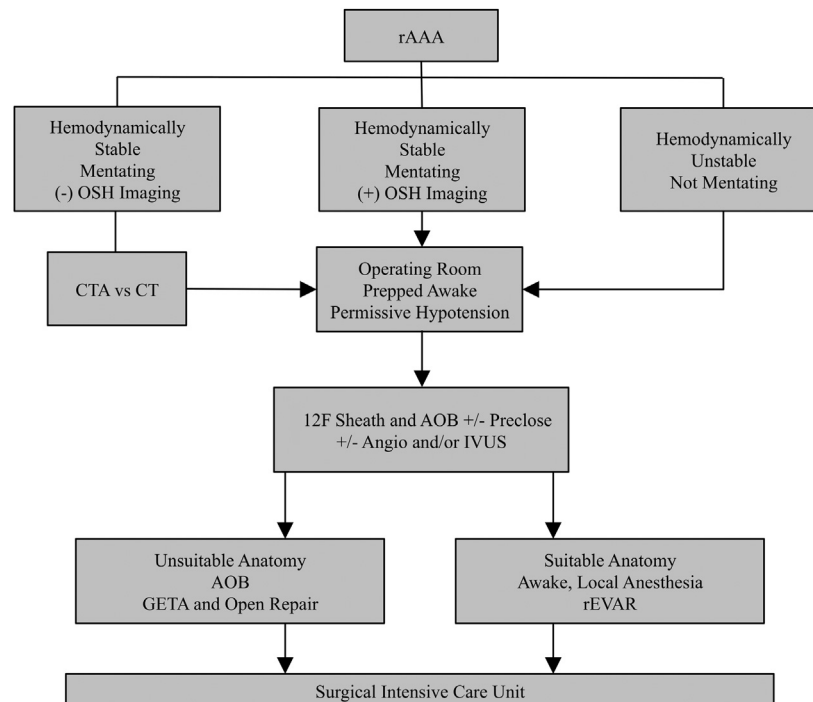 rAAA
Hemodynamically
Stable
Mentating
(-) OSH Imaging
Hemodynamically
Stable
Mentating
(+) OSH Imaging
Hemodynamically
Unstable
Not Mentating
CTA vs CT
Operating Room
Prepped Awake
Permissive Hypotension
12F Sheath and AOB +/- Preclose
+/- Angio and/or IVUS
Unsuitable Anatomy
AOB
GETA and Open Repair
Suitable Anatomy
Awake, Local Anesthesia
rEVAR
Surgical Intensive Care Unit